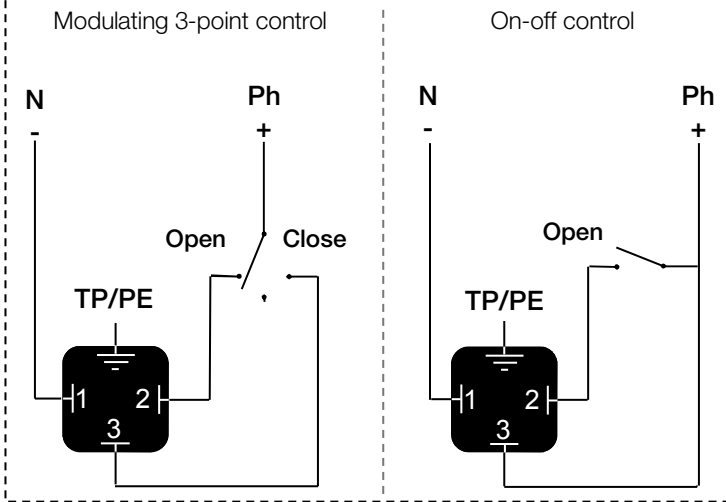 Modulating 3-point control
N
-
Ph
+
Open
Close
TP/PE
1
2
3
On-off control
N
-
Ph
+
Open
TP/PE
1
2
3